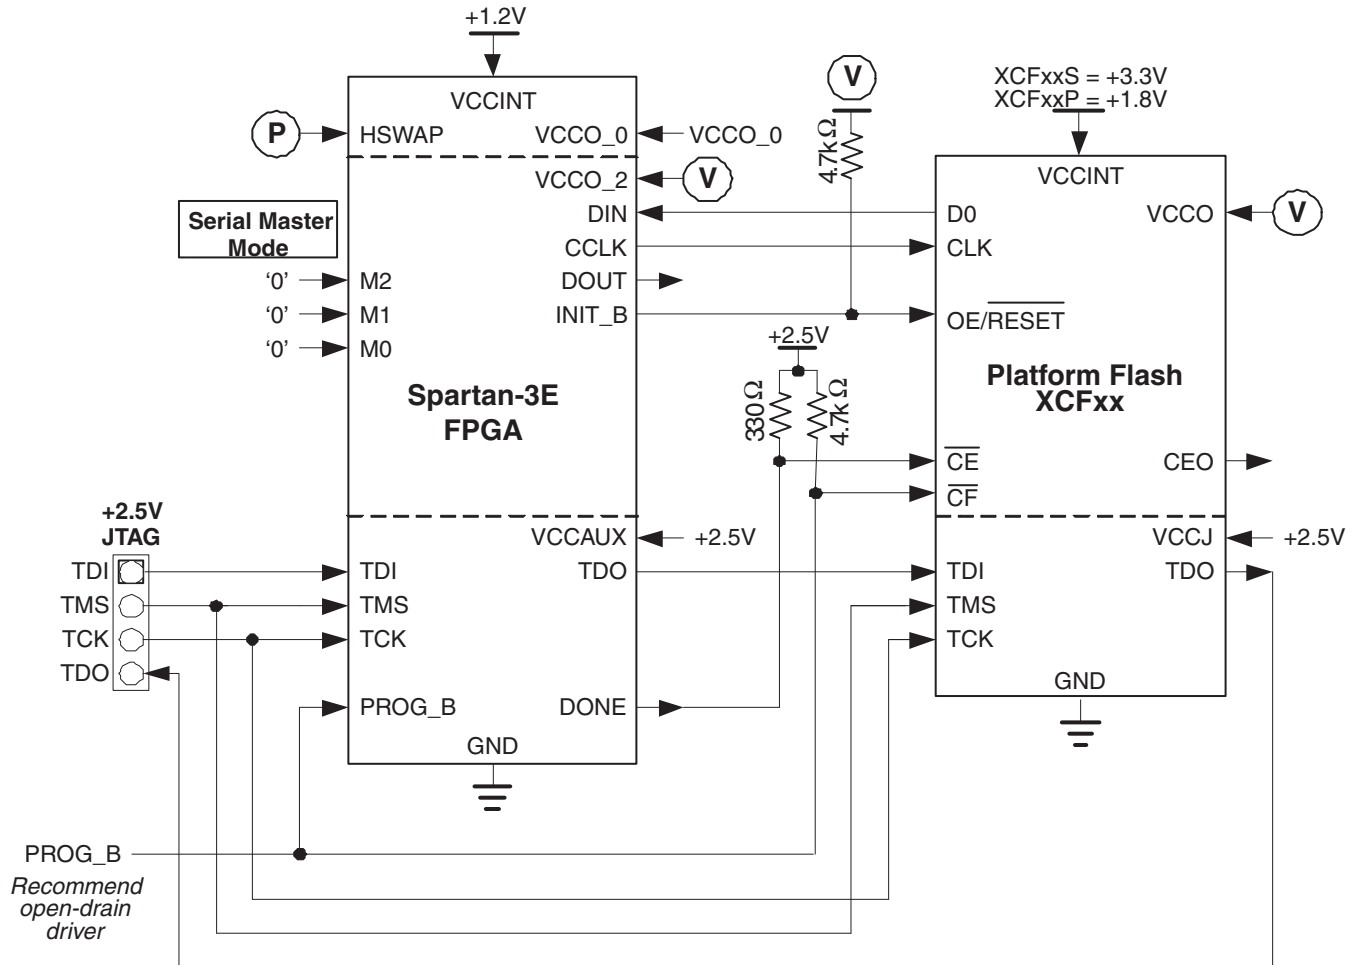 +1.2V
VCCINT
P
HSWAP
VCCO_0
VCCO_0
VCCO_2
V
Serial Master
Mode
DIN
CCLK
DOUT
INIT_B
'0'
M2
'0'
M1
'0'
M0
Spartan-3E
FPGA
V
4.7kΩ
XCFxxS = +3.3V
XCFxxP = +1.8V
VCCINT
D0
VCCO
V
CLK
OE/RESET
+2.5V
330Ω
4.7kΩ
Platform Flash
XCFxx
CE
CEO
CF
+2.5V
JTAG
TDI
TMS
TCK
TDO
VCCAUX
+2.5V
TDI
TDO
TMS
TCK
PROG_B
DONE
GND
VCCJ
+2.5V
TDI
TDO
TMS
TCK
GND
PROG_B
Recommend
open-drain
driver